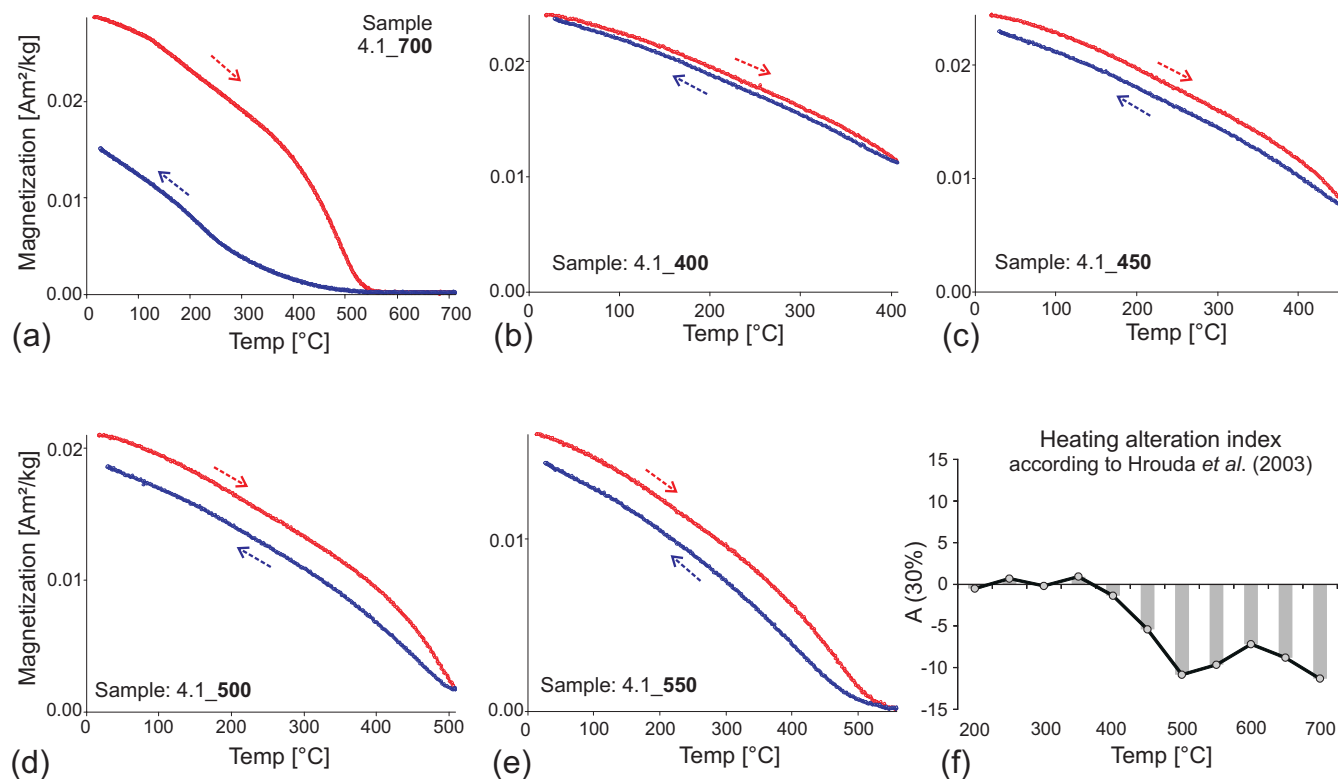 Sample
4.1_700
Magnetization [Am²/kg]
0.02
0.01
0.00
0 100 200 300 400 500 600 700
(a)
Temp [°C]
0.02
0.01
0.00
Sample: 4.1_400
0 100 200 300 400
(b)
Temp [°C]
0.02
0.01
0.00
Sample: 4.1_450
0 100 200 300 400
(c)
Temp [°C]
Magnetization [Am²/kg]
0.02
0.01
0.00
Sample: 4.1_500
0 100 200 300 400 500
(d)
Temp [°C]
0.01
0.00
Sample: 4.1_550
0 100 200 300 400 500
(e)
Temp [°C]
Heating alteration index
according to Hrouda et al. (2003)
A (30%)
15
10
5
0
-5
-10
-15
200 300 400 500 600 700
Temp [°C]
(f)